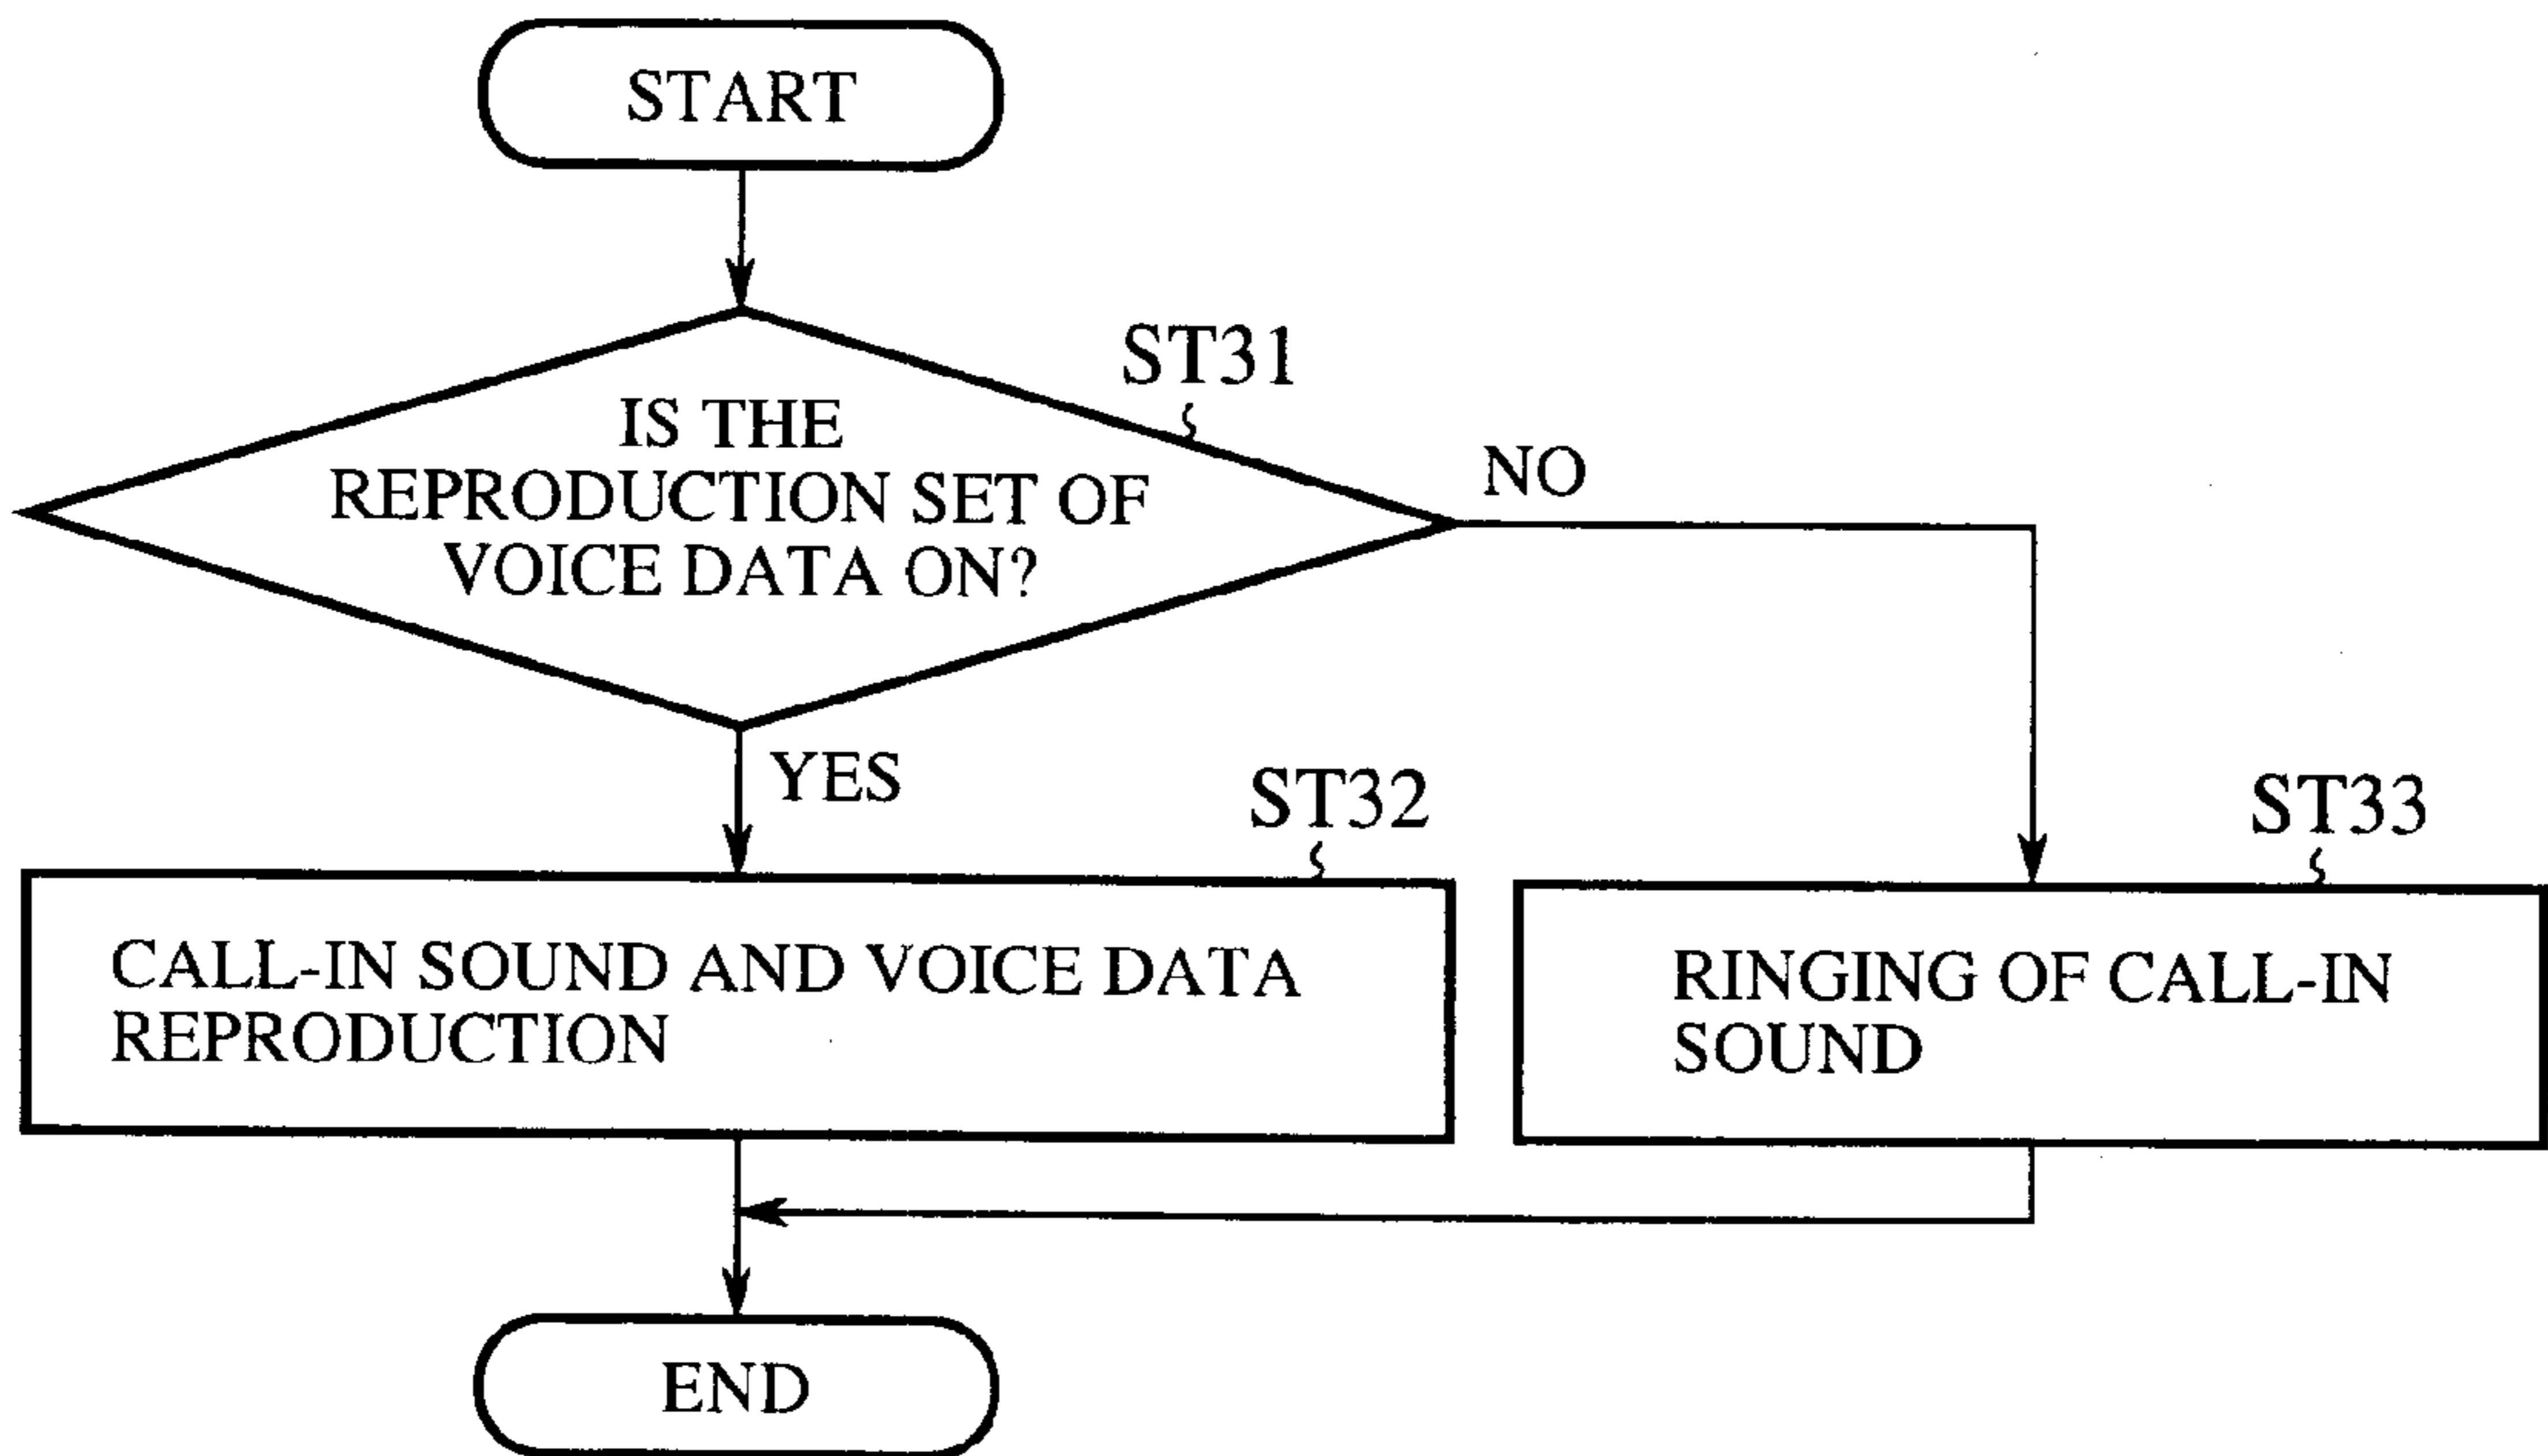 START
ST31
IS THE
REPRODUCTION SET OF
VOICE DATA ON?
NO
YES
ST32
CALL-IN SOUND AND VOICE DATA
REPRODUCTION
ST33
RINGING OF CALL-IN
SOUND
END